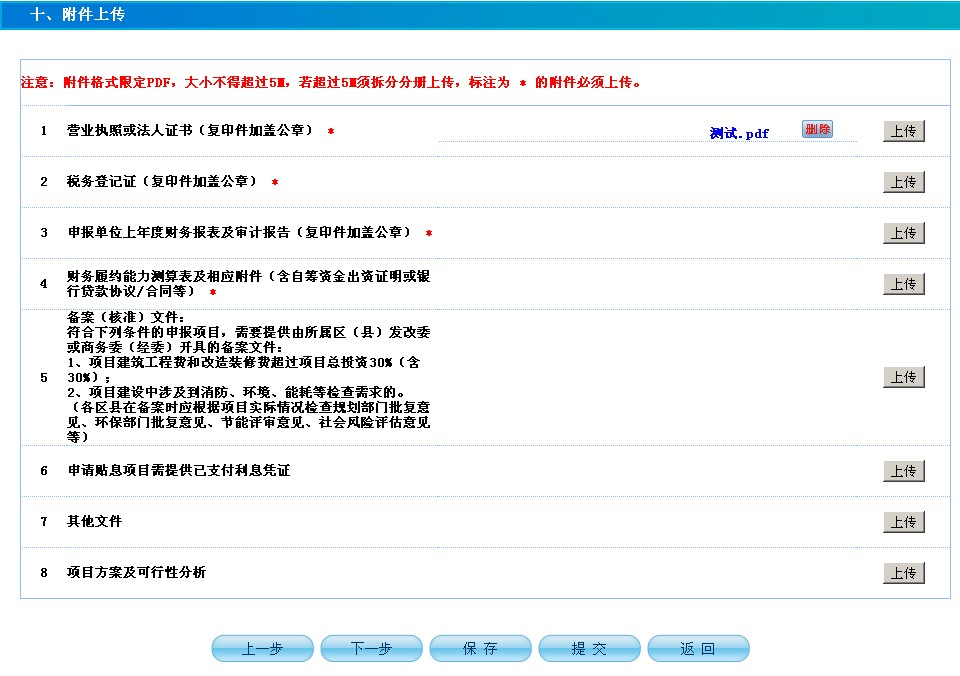 十、附件上传
注意：附件格式限定PDF，大小不得超过5M，若超过5M须拆分分册上传，标注为 * 的附件必须上传。
1 营业执照或法人证书（复印件加盖公章） * 测试.pdf 删除 上传
2 税务登记证（复印件加盖公章） * 上传
3 申报单位上年度财务报表及审计报告（复印件加盖公章） * 上传
4 财务履约能力测算表及相应附件（含自筹资金出资证明或银
行贷款协议/合同等） * 上传
备案（核准）文件：
符合下列条件的申报项目，需要提供由所属区（县）发改委
或商务委（经委）开具的备案文件：
1、项目建筑工程费和改造装修费超过项目总投资30%（含
5 30%）； 上传
2、项目建设中涉及到消防、环境、能耗等检查需求的。
（各区县在备案时应根据项目实际情况检查规划部门批复意
见、环保部门批复意见、节能评审意见、社会风险评估意见
等）
6 申请贴息项目需提供已支付利息凭证 上传
7 其他文件 上传
8 项目方案及可行性分析 上传
上一步 下一步 保 存 提 交 返 回